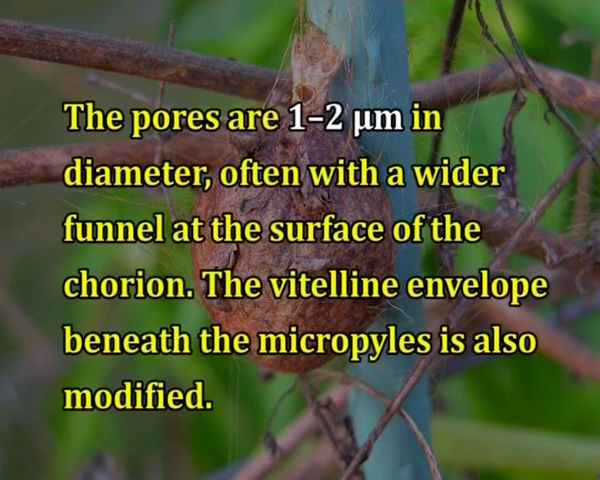 The pores are 1–2 μm in
diameter, often with a wider
funnel at the surface of the
chorion. The vitelline envelope
beneath the micropyles is also
modified.